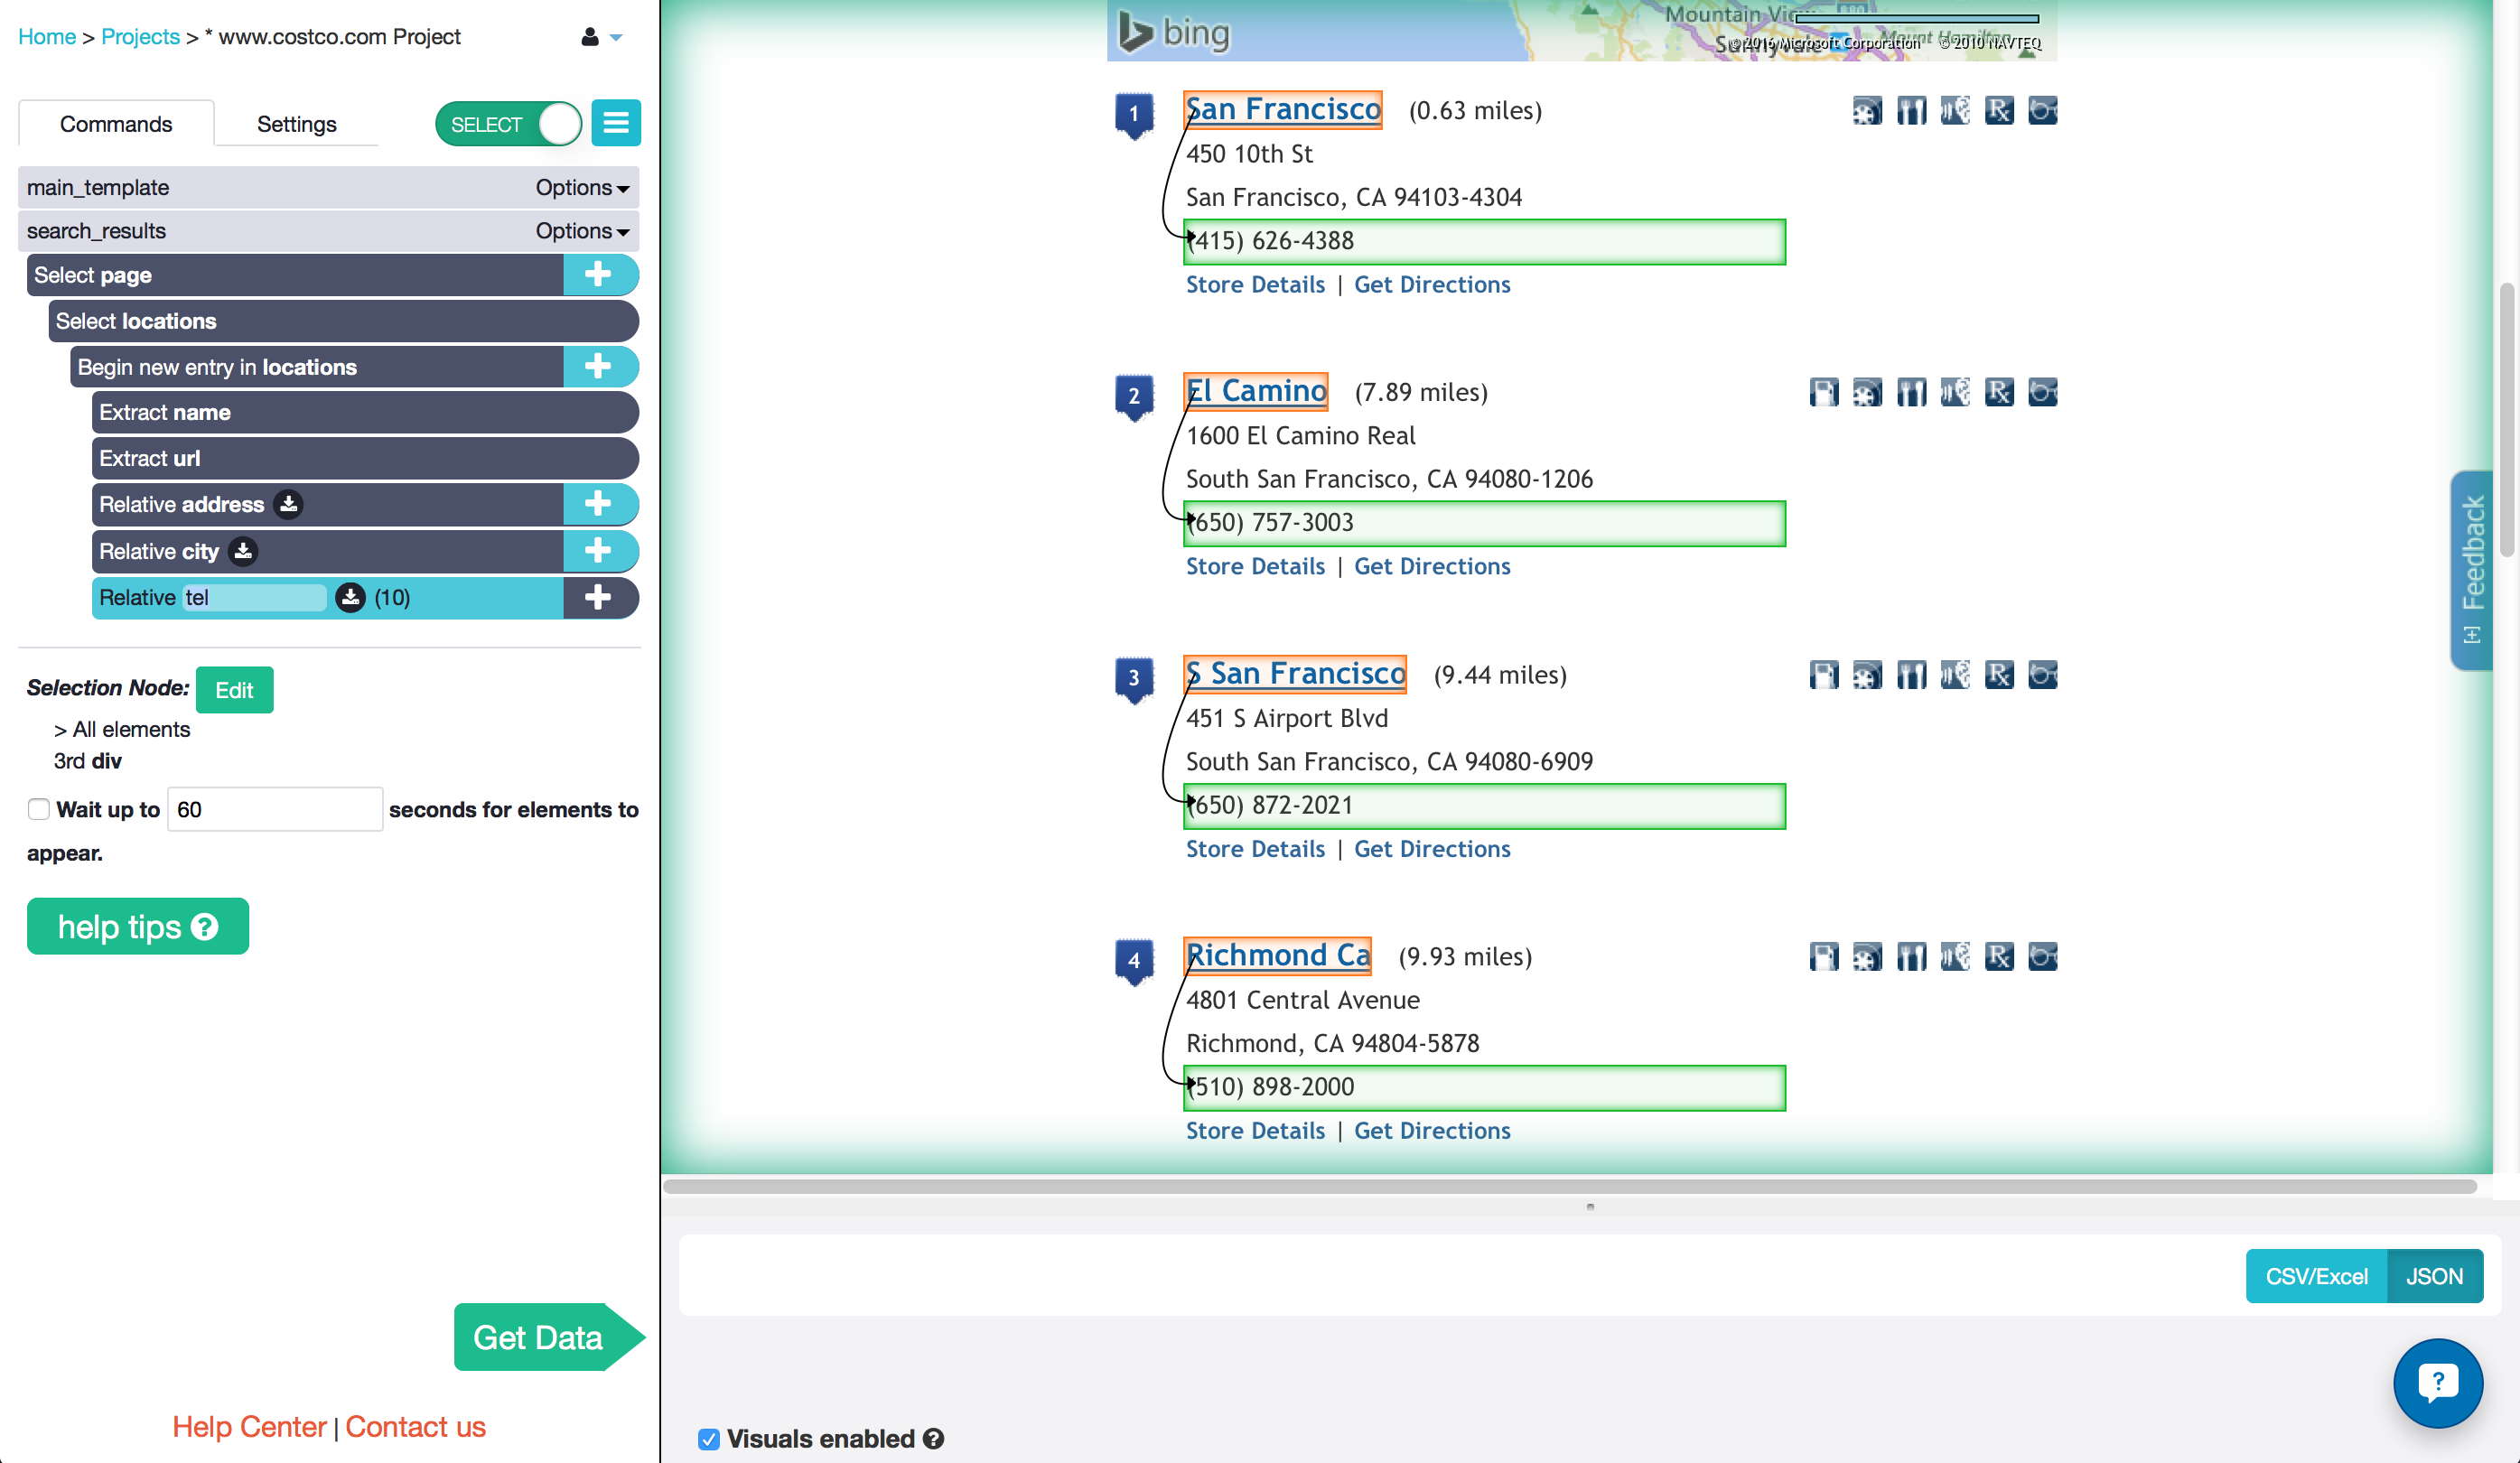 Home > Projects > * www.costco.com Project
Commands
Settings
SELECT
main_template
Options
search_results
Options
Select page
Select locations
Begin new entry in locations
Extract name
Extract url
Relative address
Relative city
Relative tel (10)
Selection Node: Edit
> All elements
3rd div
Wait up to 60 seconds for elements to
appear.
help tips ?
Get Data
Help Center | Contact us
bing
Mountain Vie
Sunnyvale
Mount Hamilton
© 2016 Microsoft Corporation © 2010 NAVTEQ
1
San Francisco (0.63 miles)
450 10th St
San Francisco, CA 94103-4304
(415) 626-4388
Store Details | Get Directions
2
El Camino (7.89 miles)
1600 El Camino Real
South San Francisco, CA 94080-1206
(650) 757-3003
Store Details | Get Directions
3
S San Francisco (9.44 miles)
451 S Airport Blvd
South San Francisco, CA 94080-6909
(650) 872-2021
Store Details | Get Directions
4
Richmond Ca (9.93 miles)
4801 Central Avenue
Richmond, CA 94804-5878
(510) 898-2000
Store Details | Get Directions
[+] Feedback
CSV/Excel
JSON
Visuals enabled ?
?